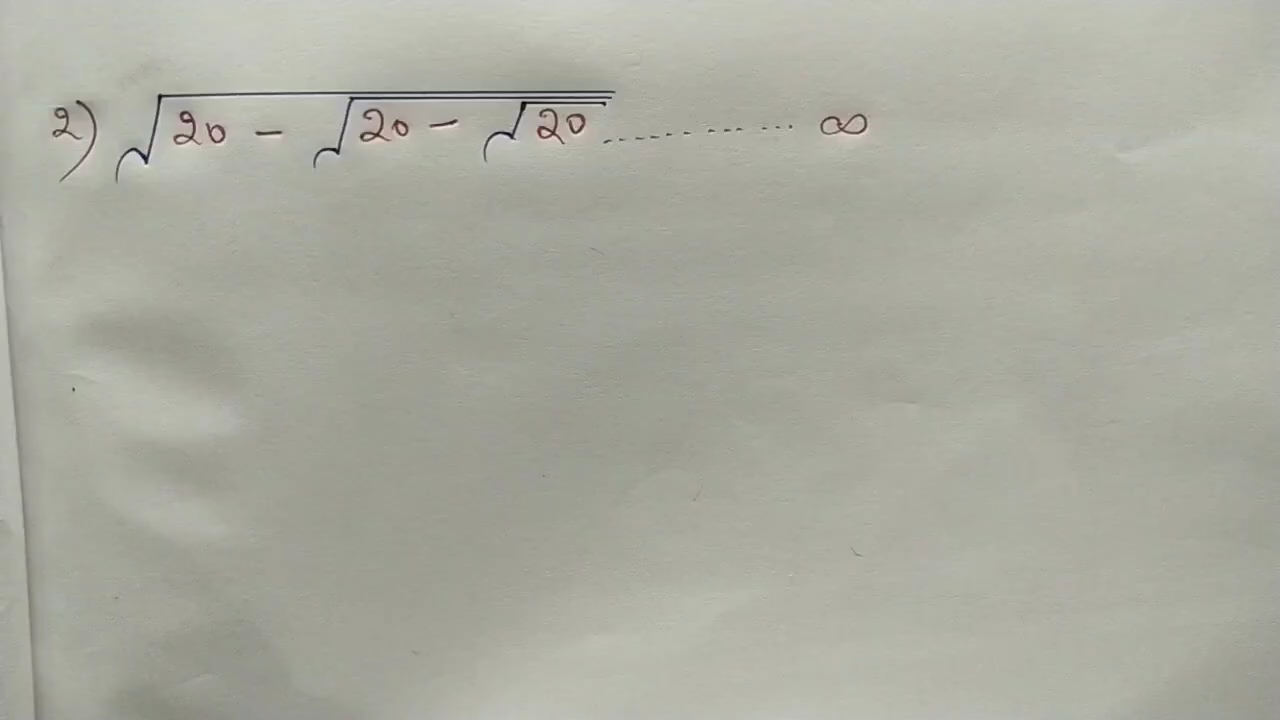 2) √20 - √20 - √20 .......... ∞